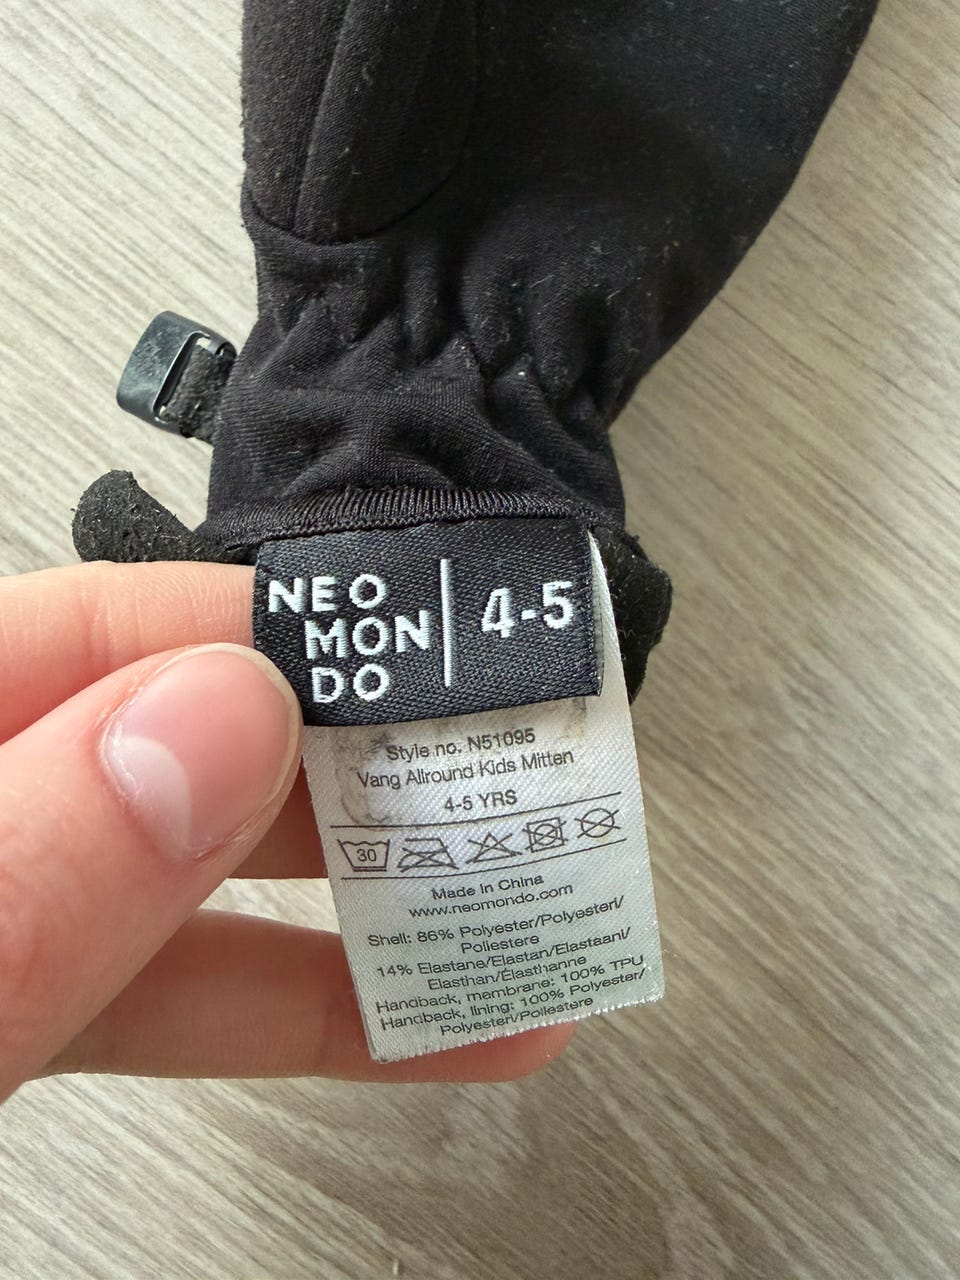 NEO
MON
DO
4-5
Style no. N51095
Vang Allround Kids Mitten
4-5 YRS
30
Made in China
www.neomondo.com
Shell: 86% Polyester/Polyesteri/
Poliestere
14% Elastane/Elastan/Elastaani/
Elasthan/Élasthanne
Handback, membrane: 100% TPU
Handback, lining: 100% Polyester/
Polyesteri/Poliestere